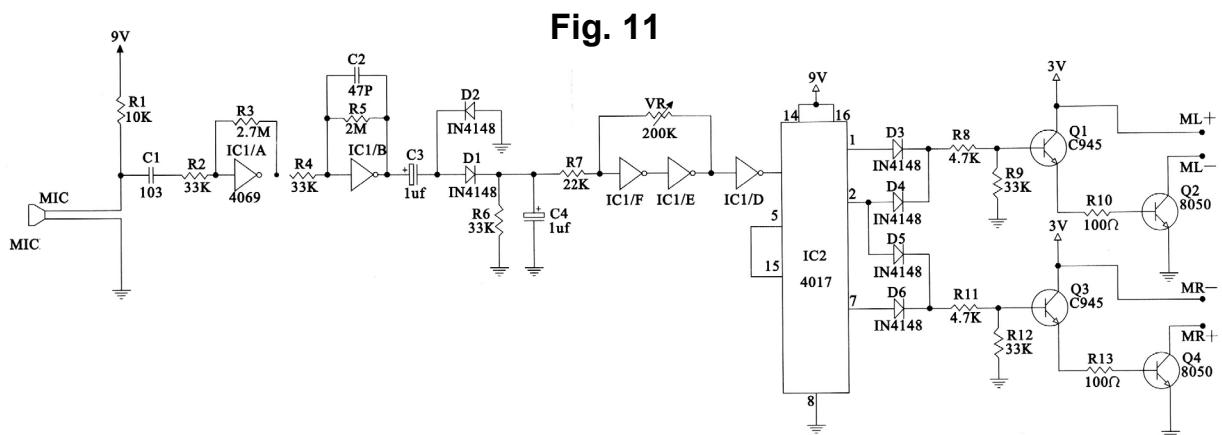 Fig. 11
9V
R1
10K
MIC
MIC
C1
103
R2
33K
R3
2.7M
IC1/A
4069
R4
33K
C2
47P
R5
2M
IC1/B
C3
+
1uf
D2
IN4148
D1
IN4148
R6
33K
+
C4
1uf
R7
22K
VR
200K
IC1/F
IC1/E
IC1/D
9V
14
16
1
2
5
15
7
8
IC2
4017
D3
IN4148
D4
IN4148
D5
IN4148
D6
IN4148
R8
4.7K
R9
33K
3V
Q1
C945
ML+
ML-
R10
100Ω
Q2
8050
R11
4.7K
R12
33K
3V
Q3
C945
MR-
MR+
R13
100Ω
Q4
8050